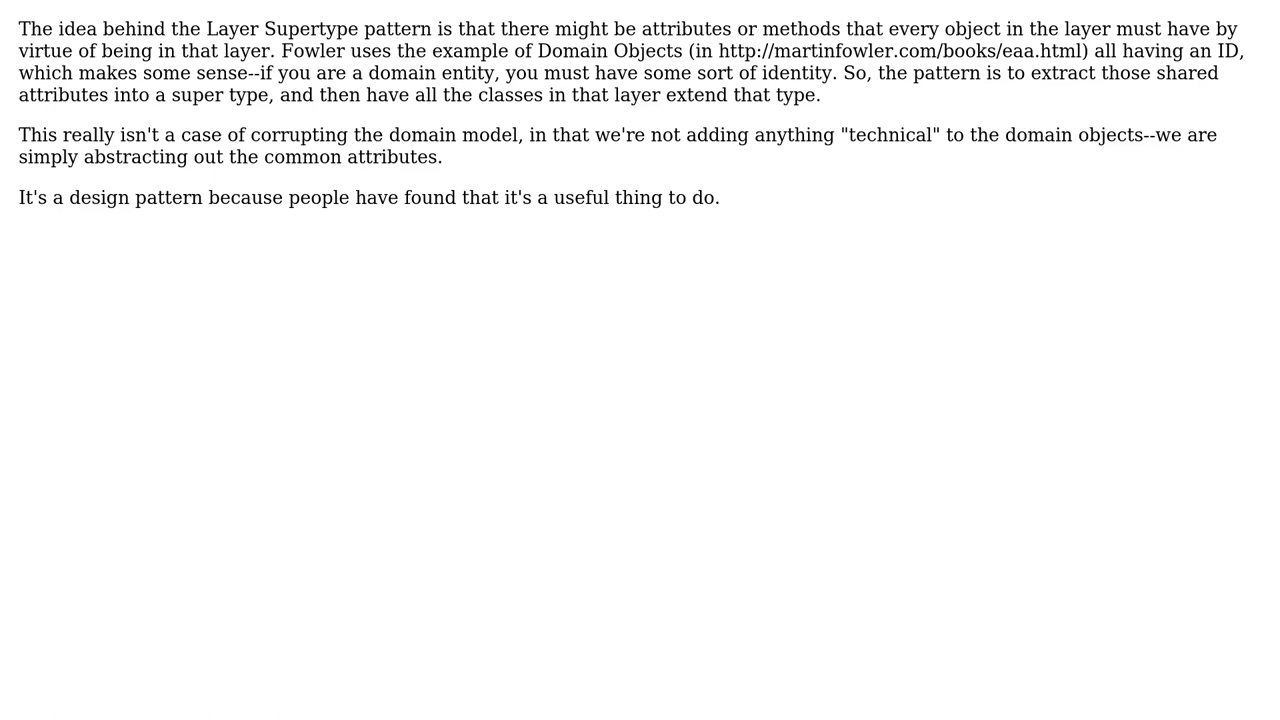 The idea behind the Layer Supertype pattern is that there might be attributes or methods that every object in the layer must have by
virtue of being in that layer. Fowler uses the example of Domain Objects (in http://martinfowler.com/books/eaa.html) all having an ID,
which makes some sense--if you are a domain entity, you must have some sort of identity. So, the pattern is to extract those shared
attributes into a super type, and then have all the classes in that layer extend that type.
This really isn't a case of corrupting the domain model, in that we're not adding anything "technical" to the domain objects--we are
simply abstracting out the common attributes.
It's a design pattern because people have found that it's a useful thing to do.